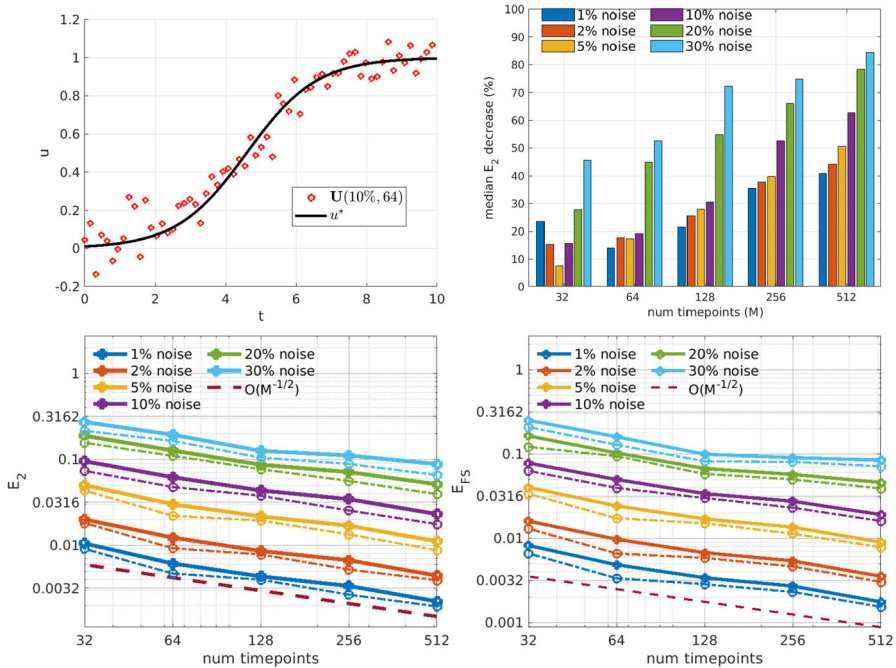 1.2
1
0.8
0.6
0.4
0.2
0
-0.2
u
0 2 4 6 8 10
t
U(10%, 64)
u*
100
90
80
70
60
50
40
30
20
10
0
median E2 decrease (%)
1% noise 10% noise
2% noise 20% noise
5% noise 30% noise
32 64 128 256 512
num timepoints (M)
1% noise 20% noise
2% noise 30% noise
5% noise O(M-1/2)
10% noise
1
0.3162
0.1
0.0316
0.01
0.0032
E2
32 64 128 256 512
num timepoints
1% noise 20% noise
2% noise 30% noise
5% noise O(M-1/2)
10% noise
1
0.3162
0.1
0.0316
0.01
0.0032
0.001
EFS
32 64 128 256 512
num timepoints